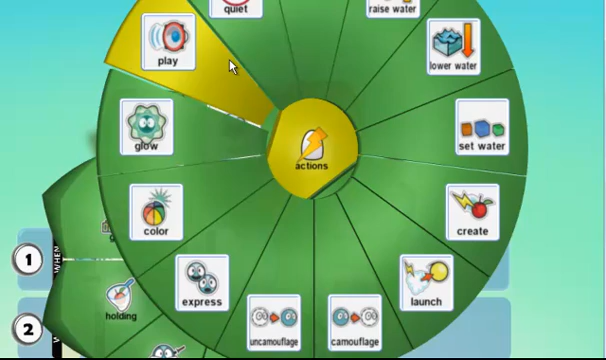 quiet
raise water
play
lower water
glow
set water
actions
color
create
express
launch
uncamouflage
camouflage
WHEN
1
holding
2